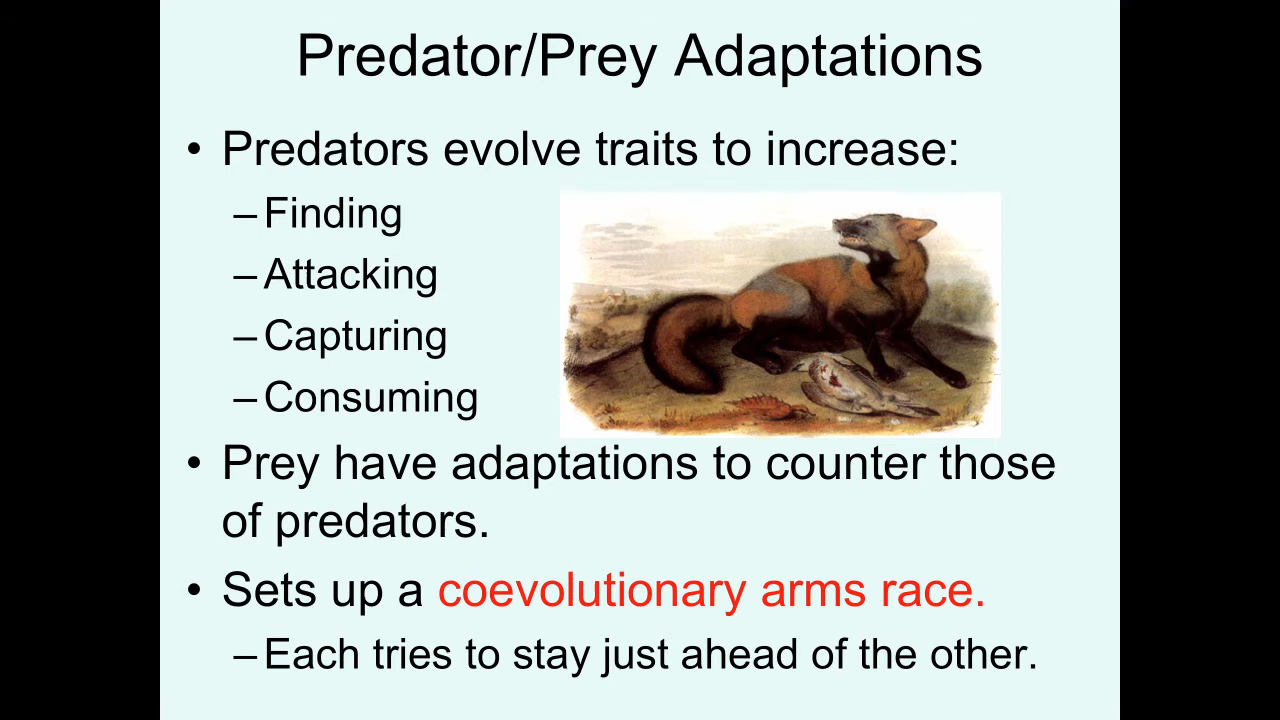 Predator/Prey Adaptations
• Predators evolve traits to increase:
–Finding
–Attacking
–Capturing
–Consuming
• Prey have adaptations to counter those
of predators.
• Sets up a coevolutionary arms race.
–Each tries to stay just ahead of the other.